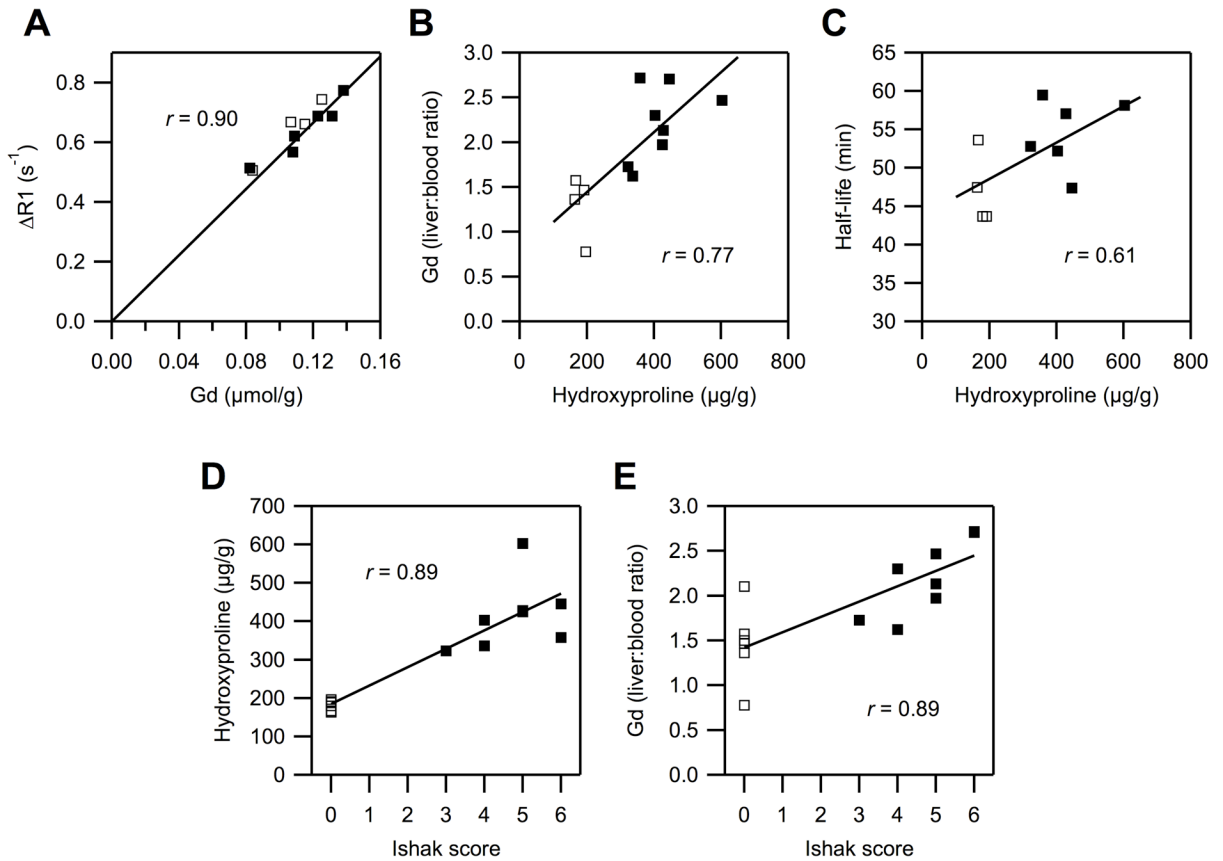 A
ΔR1 (s⁻¹)
0.8
0.6
0.4
0.2
0.0
r = 0.90
0.00 0.04 0.08 0.12 0.16
Gd (μmol/g)
B
Gd (liver:blood ratio)
3.0
2.5
2.0
1.5
1.0
0.5
0.0
r = 0.77
0 200 400 600 800
Hydroxyproline (μg/g)
C
Half-life (min)
65
60
55
50
45
40
35
30
r = 0.61
0 200 400 600 800
Hydroxyproline (μg/g)
D
Hydroxyproline (μg/g)
700
600
500
400
300
200
100
0
r = 0.89
0 1 2 3 4 5 6
Ishak score
E
Gd (liver:blood ratio)
3.0
2.5
2.0
1.5
1.0
0.5
0.0
r = 0.89
0 1 2 3 4 5 6
Ishak score